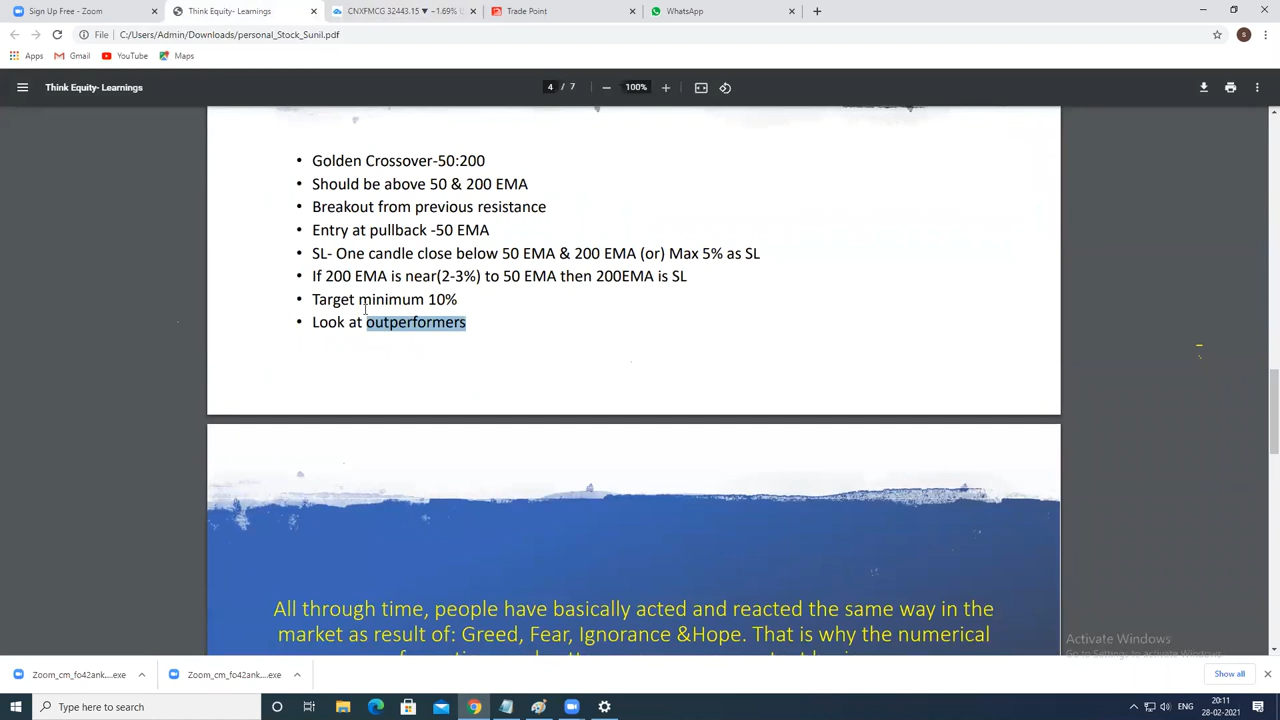 Sign Up Free - Zoom
Think Equity- Learnings
CNXFMCG 32443.15 ▼ −1.69%
Trade Point
WhatsApp
File
C:/Users/Admin/Downloads/personal_Stock_Sunil.pdf
S
Apps
Gmail
YouTube
Maps
Think Equity- Learnings
4 / 7
100%
• Golden Crossover-50:200
• Should be above 50 & 200 EMA
• Breakout from previous resistance
• Entry at pullback -50 EMA
• SL- One candle close below 50 EMA & 200 EMA (or) Max 5% as SL
• If 200 EMA is near(2-3%) to 50 EMA then 200EMA is SL
• Target minimum 10%
• Look at outperformers
All through time, people have basically acted and reacted the same way in the
market as result of: Greed, Fear, Ignorance &Hope. That is why the numerical
Activate Windows
Go to Settings to activate Windows.
Zoom_cm_fo42ank....exe
Zoom_cm_fo42ank....exe
Show all
Type here to search
ENG
20:11
28-02-2021